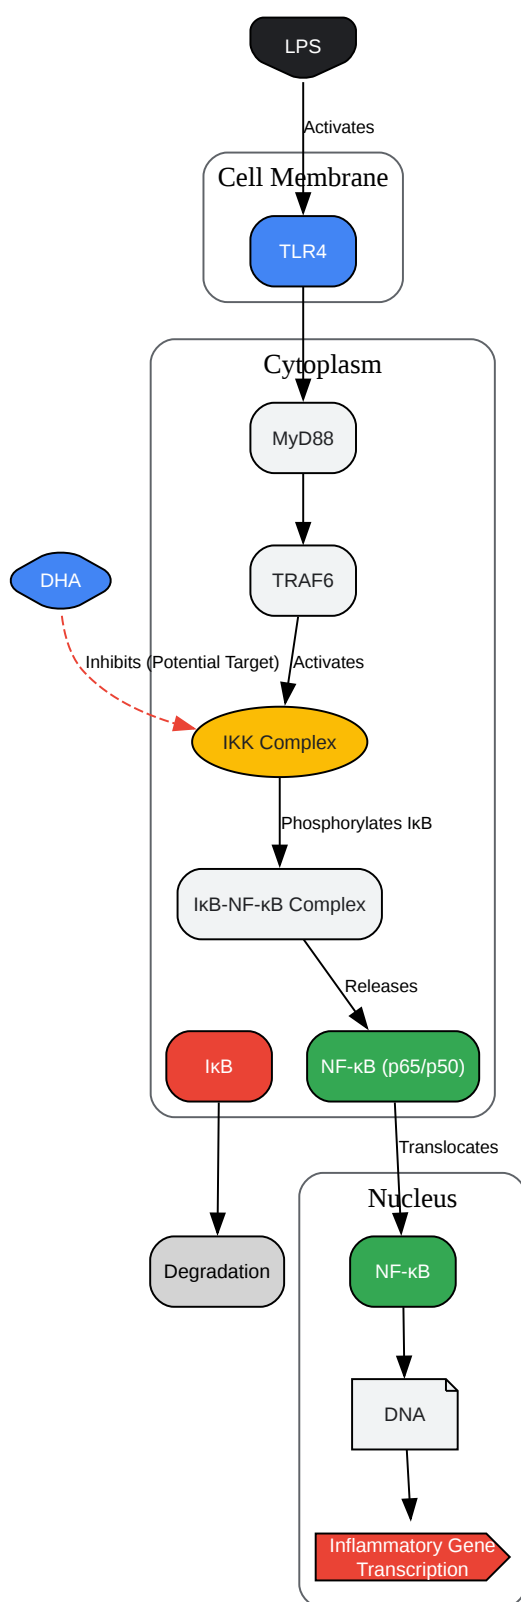 LPS
Activates
Cell Membrane
TLR4
Cytoplasm
MyD88
TRAF6
DHA
Inhibits (Potential Target)
Activates
IKK Complex
Phosphorylates IκB
IκB-NF-κB Complex
Releases
IκB
NF-κB (p65/p50)
Translocates
Nucleus
Degradation
NF-κB
DNA
Inflammatory Gene
Transcription